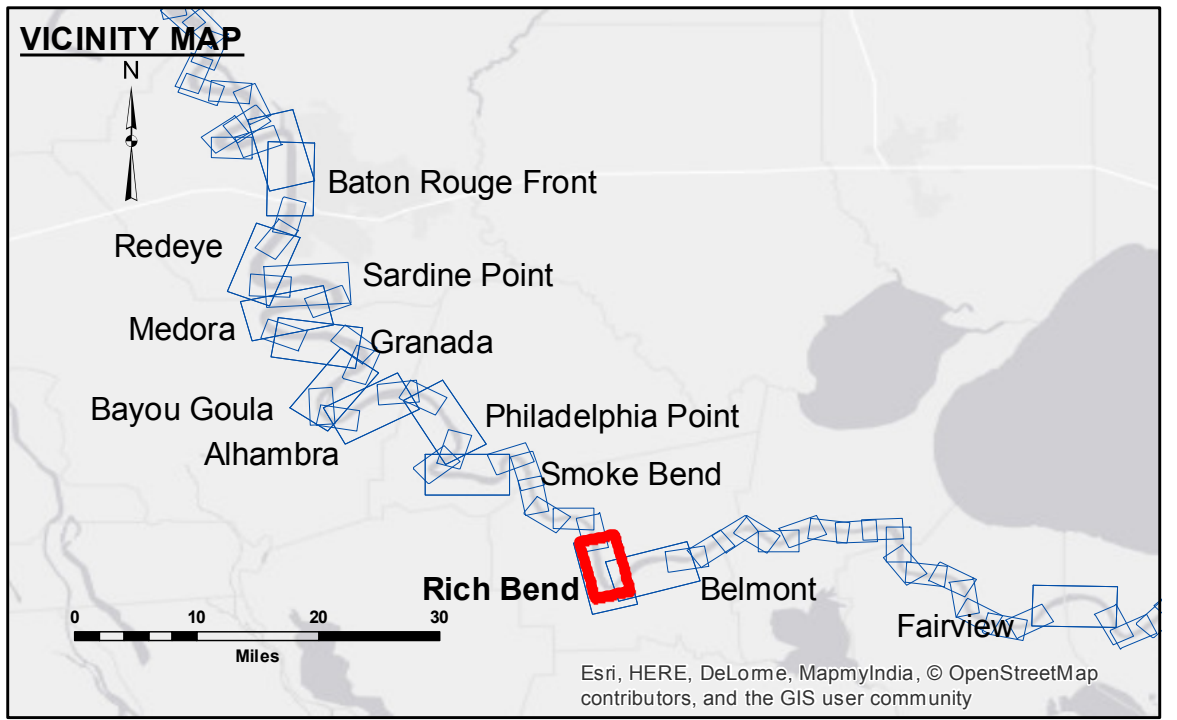 VICINITY MAP
N
Baton Rouge Front
Redeye
Sardine Point
Medora
Granada
Bayou Goula
Philadelphia Point
Alhambra
Smoke Bend
Rich Bend
Belmont
Fairview
0 10 20 30
Miles
Esri, HERE, DeLorme, MapmyIndia, © OpenStreetMap
contributors, and the GIS user community